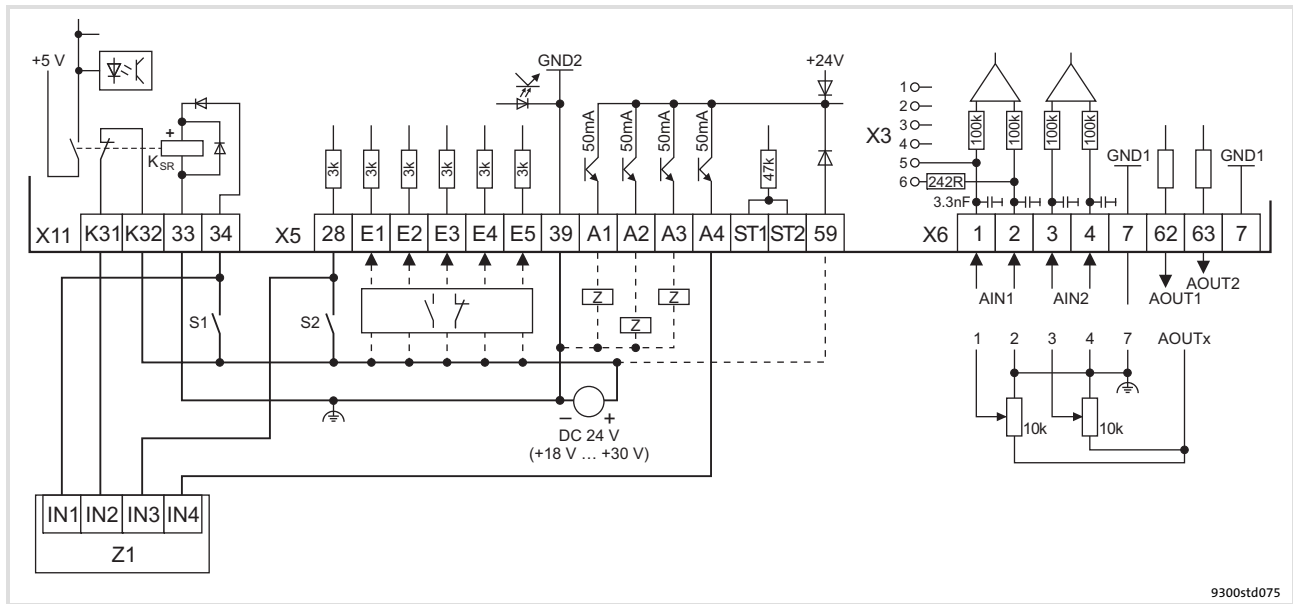 +5 V
+
K SR
GND2
+24V
3k
3k
3k
3k
3k
3k
50mA
50mA
50mA
50mA
47k
1
2
3
4
5
6
X3
242R
3.3nF
100k
100k
100k
100k
GND1
GND1
X11 K31 K32 33 34
X5 28 E1 E2 E3 E4 E5 39 A1 A2 A3 A4 ST1 ST2 59
X6 1 2 3 4 7 62 63 7
S1
S2
Z
Z
Z
AIN1
AIN2
AOUT1
AOUT2
1 2 3 4 7 AOUTx
10k
10k
– +
DC 24 V
(+18 V … +30 V)
IN1 IN2 IN3 IN4
Z1
9300std075